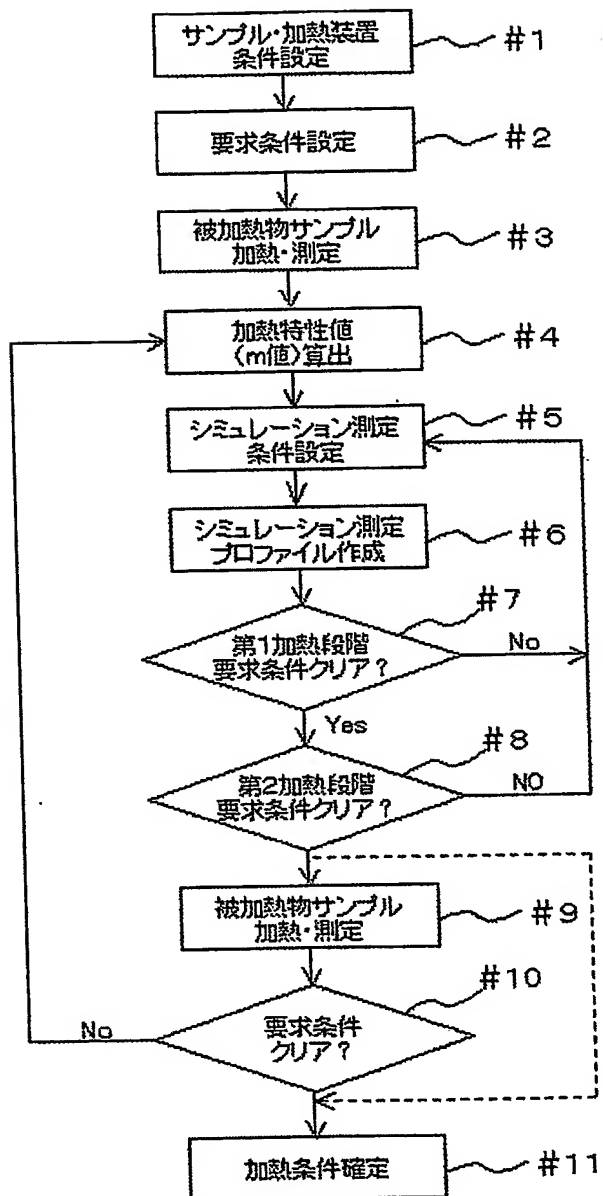 サンプル・加熱装置
条件設定
#1
要求条件設定
#2
被加熱物サンプル
加熱・測定
#3
加熱特性値
(m値)算出
#4
シミュレーション測定
条件設定
#5
シミュレーション測定
プロファイル作成
#6
第1加熱段階
要求条件クリア?
#7
No
Yes
第2加熱段階
要求条件クリア?
#8
NO
被加熱物サンプル
加熱・測定
#9
要求条件
クリア?
#10
No
加熱条件確定
#11